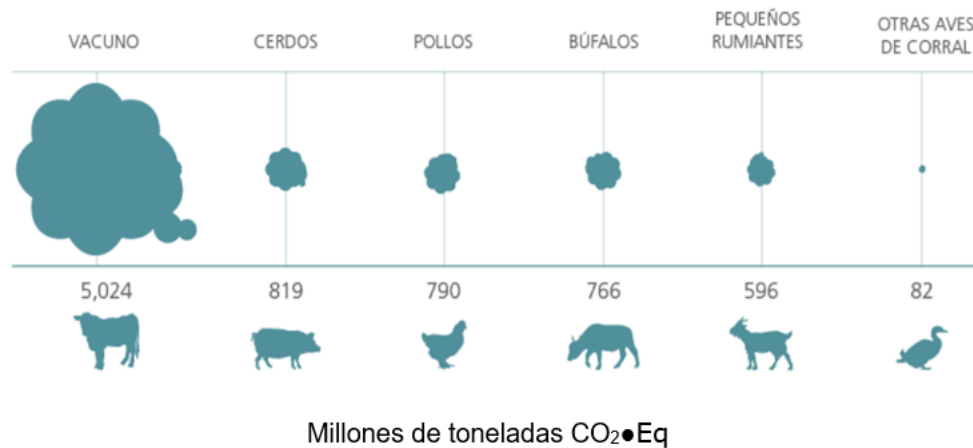 VACUNO
CERDOS
POLLOS
BÚFALOS
PEQUEÑOS
RUMIANTES
OTRAS AVES
DE CORRAL
5,024
819
790
766
596
82
Millones de toneladas CO₂●Eq